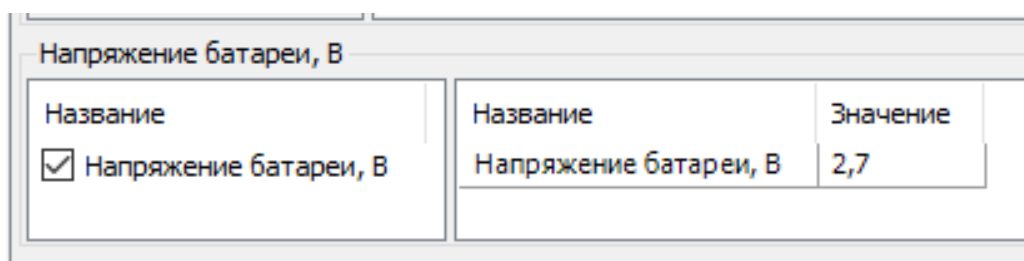 Напряжение батареи, В
Название
Название Значение
Напряжение батареи, В
Напряжение батареи, В 2,7